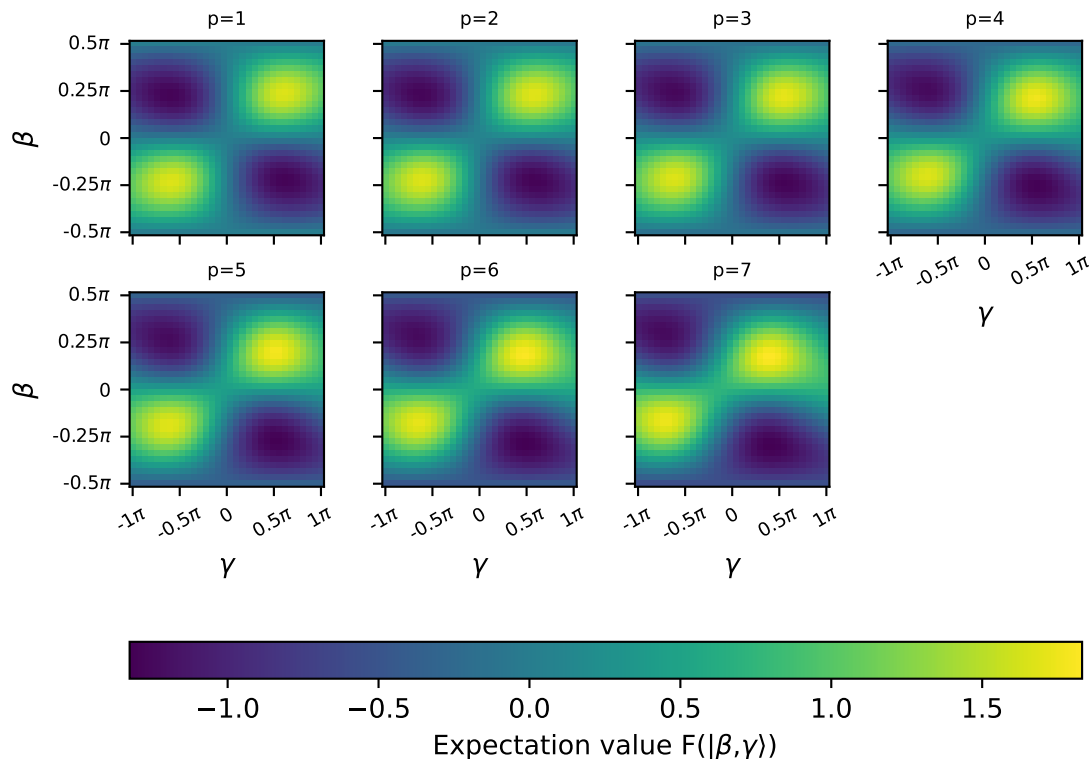 p=1 p=2 p=3 p=4
0.5π
0.25π
0
-0.25π
-0.5π
β
-1π -0.5π 0 0.5π 1π
γ
p=5 p=6 p=7
0.5π
0.25π
0
-0.25π
-0.5π
β
-1π -0.5π 0 0.5π 1π -1π -0.5π 0 0.5π 1π -1π -0.5π 0 0.5π 1π
γ γ γ
−1.0 −0.5 0.0 0.5 1.0 1.5
Expectation value F(|β,γ⟩)